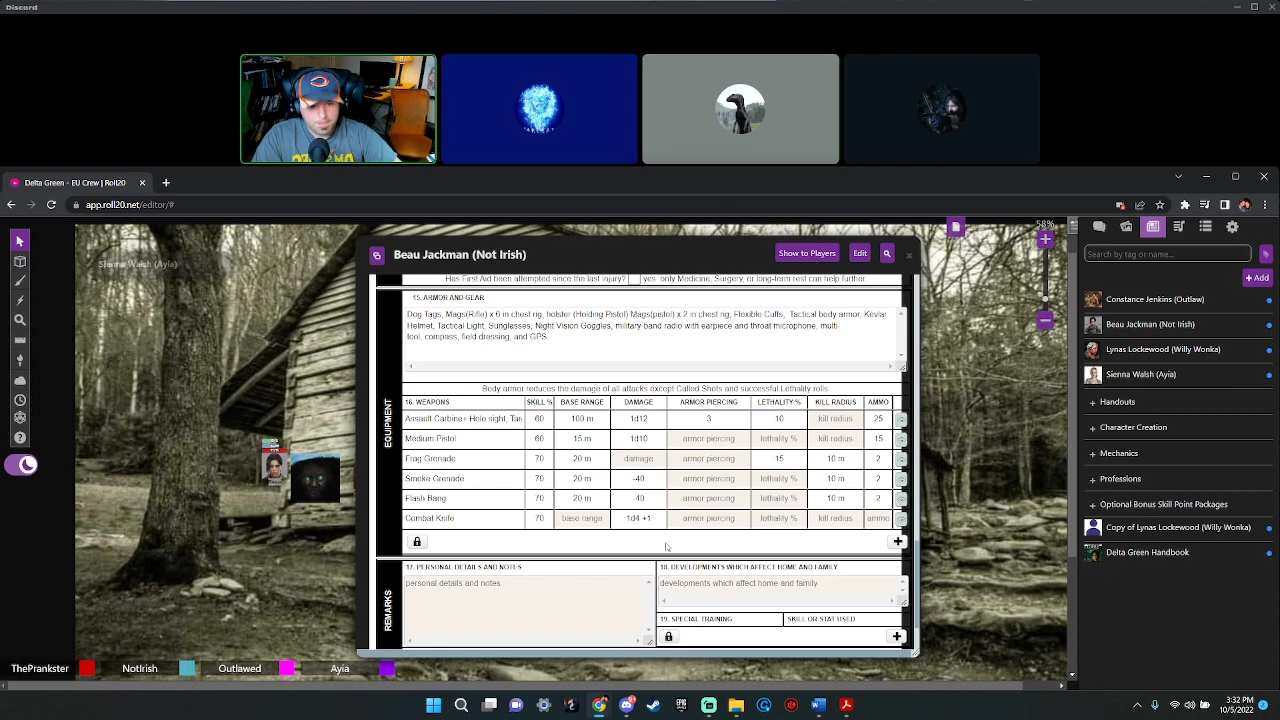 Discord
Delta Green - EU Crew | Roll20
app.roll20.net/editor/#
58%
Sienna Walsh (Ayia)
Beau Jackman (Not Irish)
Show to Players
Edit
Search by tag or name...
+ Add
Has First Aid been attempted since the last injury? yes: only Medicine, Surgery, or long-term rest can help further.
15. ARMOR AND GEAR
Dog Tags, Mags(Rifle) x 6 in chest rig, holster (Holding Pistol) Mags(pistol) x 2 in chest rig, Flexible Cuffs, Tactical body armor, Kevlar
Helmet, Tactical Light, Sunglasses, Night Vision Goggles, military-band radio with earpiece and throat microphone, multi-
tool, compass, field dressing, and GPS.
Body armor reduces the damage of all attacks except Called Shots and successful Lethality rolls.
EQUIPMENT
16. WEAPONS SKILL % BASE RANGE DAMAGE ARMOR PIERCING LETHALITY % KILL RADIUS AMMO
Assault Carbine+ Holo sight, Tar 60 100 m 1d12 3 10 kill radius 25
Medium Pistol 60 15 m 1d10 armor piercing lethality % kill radius 15
Frag Grenade 70 20 m damage armor piercing 15 10 m 2
Smoke Grenade 70 20 m -40 armor piercing lethality % 10 m 2
Flash Bang 70 20 m -40 armor piercing lethality % 10 m 2
Combat Knife 70 base range 1d4 +1 armor piercing lethality % kill radius ammo
REMARKS
17. PERSONAL DETAILS AND NOTES
personal details and notes
18. DEVELOPMENTS WHICH AFFECT HOME AND FAMILY
developments which affect home and family
19. SPECIAL TRAINING SKILL OR STAT USED
Constance Carter(Outlaw)
Beau Jackman (Not Irish)
Lynas Lockwood (Willy Wonka)
Sienna Walsh (Ayia)
Handouts
Character Creation
Mechanics
Professions
Optional Bonus Skill Point Packages
Copy of Lynas Lockwood (Willy Wonka)
Delta Green Handbook
ThePrankster NotIrish Outlawed Ayia
3:32 PM
10/5/2022